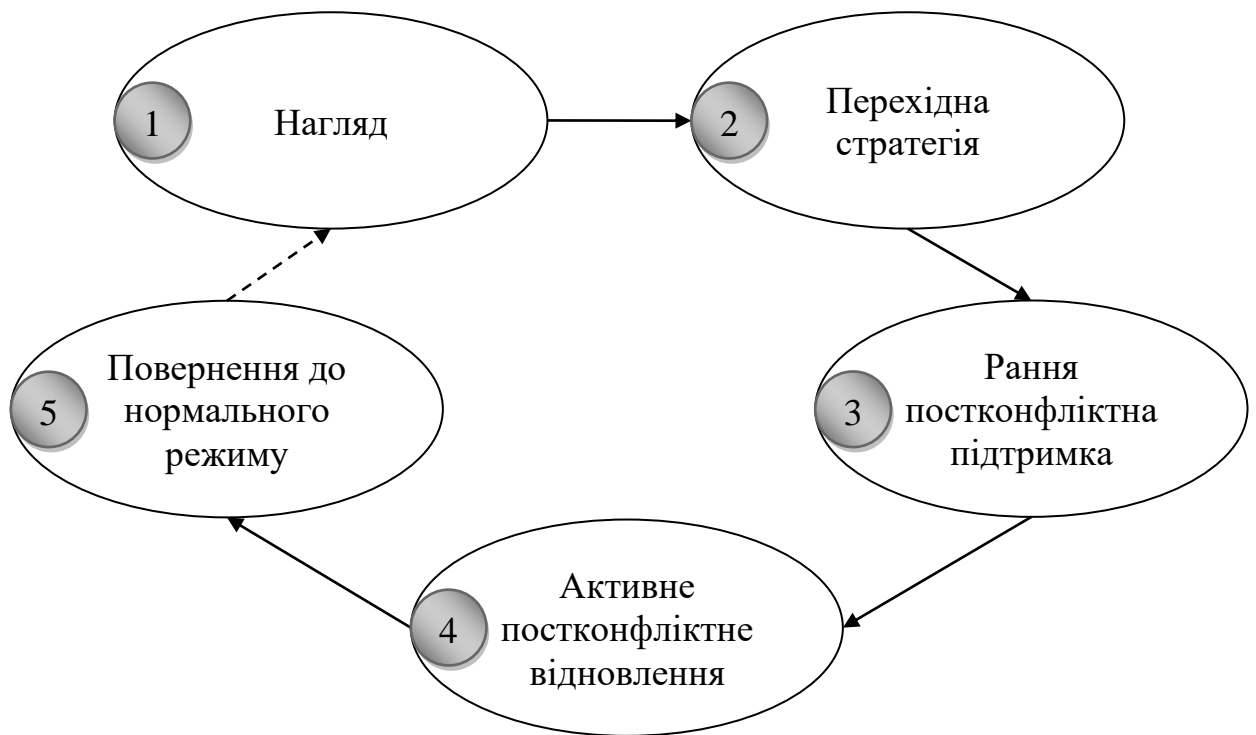 1
Нагляд
2
Перехідна
стратегія
3
Рання
постконфліктна
підтримка
4
Активне
постконфліктне
відновлення
5
Повернення до
нормального
режиму